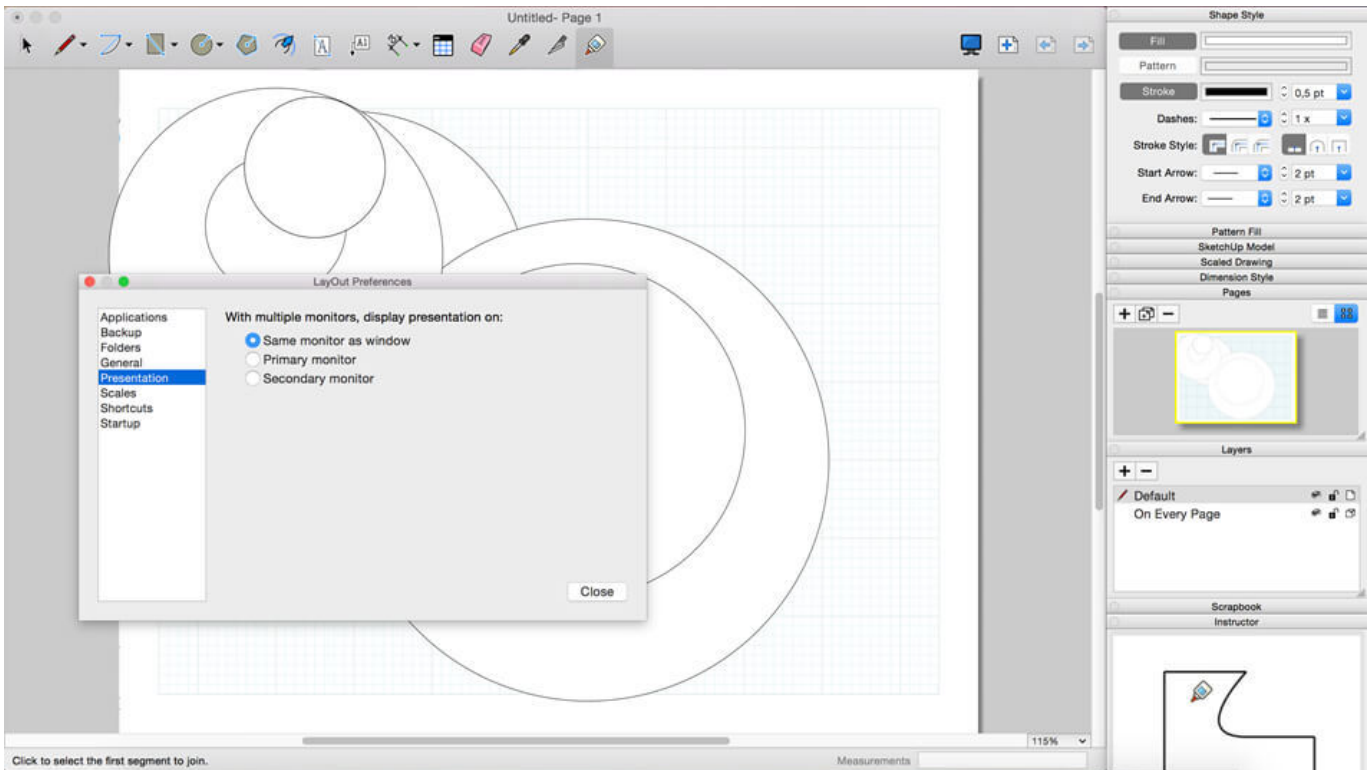 Untitled- Page 1
A
A1
LayOut Preferences
Applications
Backup
Folders
General
Presentation
Scales
Shortcuts
Startup
With multiple monitors, display presentation on:
Same monitor as window
Primary monitor
Secondary monitor
Close
115%
Click to select the first segment to join.
Measurements
Shape Style
Fill
Pattern
Stroke
0,5 pt
Dashes:
1 x
Stroke Style:
Start Arrow:
2 pt
End Arrow:
2 pt
Pattern Fill
SketchUp Model
Scaled Drawing
Dimension Style
Pages
Layers
Default
On Every Page
Scrapbook
Instructor